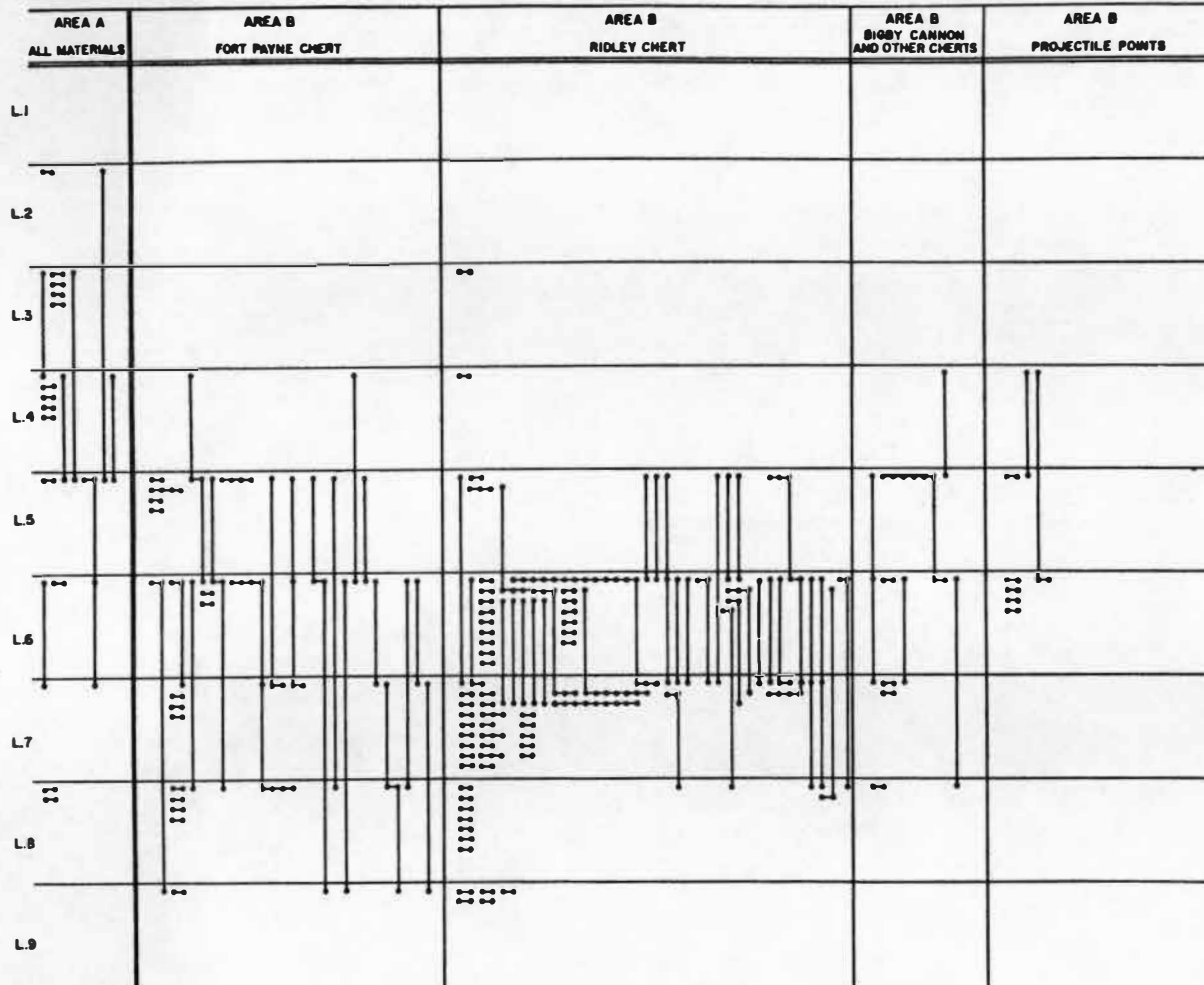 AREA A
ALL MATERIALS
AREA B
FORT PAYNE CHERT
AREA B
RIDLEY CHERT
AREA B
BIGBY CANNON
AND OTHER CHERTS
AREA B
PROJECTILE POINTS
L.1
L.2
L.3
L.4
L.5
L.6
L.7
L.8
L.9